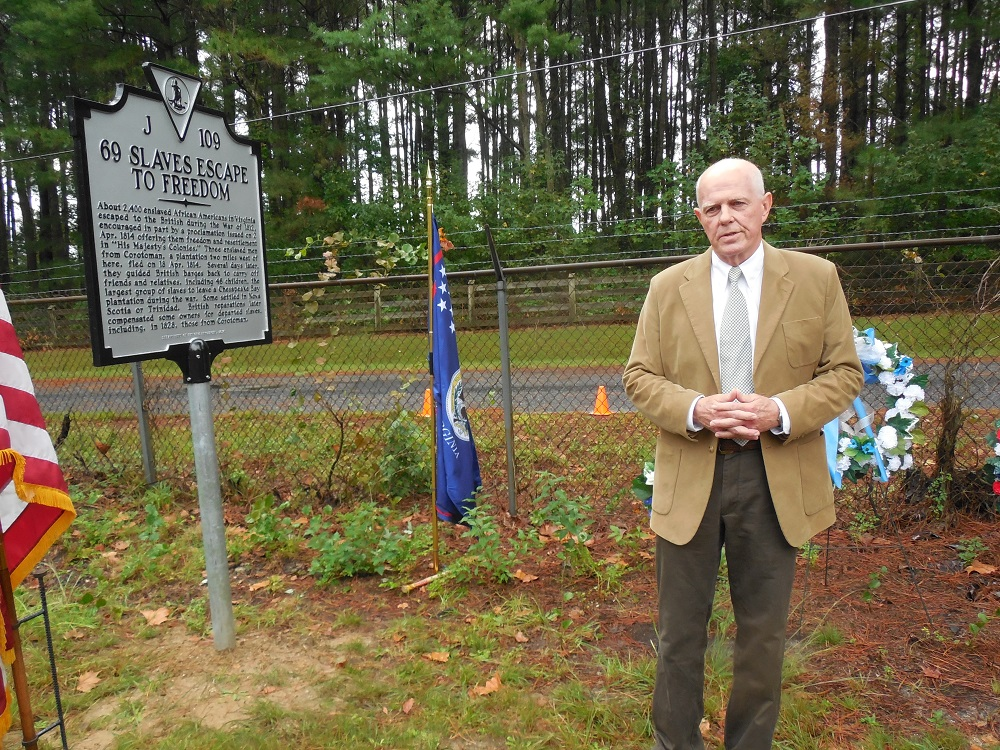 J 109
69 SLAVES ESCAPE
TO FREEDOM
About 2,400 enslaved African Americans in Virginia
escaped to the British during the War of 1812,
encouraged in part by a proclamation issued on 2
Apr. 1814 offering them freedom and resettlement
in "His Majesty's Colonies." Three enslaved men
from Corotoman, a plantation two miles west of
here, fled on 18 Apr. 1814. Several days later,
they guided British barges back to carry off
friends and relatives, including 46 children, the
largest group of slaves to leave a Chesapeake Bay
plantation during the war. Some settled in Nova
Scotia or Trinidad. British reparations later
compensated some owners for departed slaves,
including, in 1828, those from Corotoman.
VIRGINIA